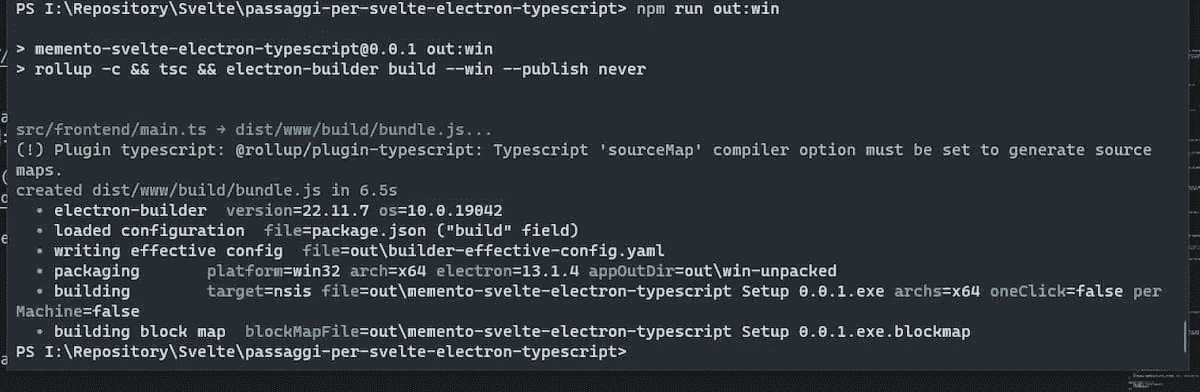 PS I:\Repository\Svelte\passaggi-per-svelte-electron-typescript> npm run out:win
> memento-svelte-electron-typescript@0.0.1 out:win
> rollup -c && tsc && electron-builder build --win --publish never
src/frontend/main.ts → dist/www/build/bundle.js...
(!) Plugin typescript: @rollup/plugin-typescript: Typescript 'sourceMap' compiler option must be set to generate source
maps.
created dist/www/build/bundle.js in 6.5s
• electron-builder  version=22.11.7 os=10.0.19042
• loaded configuration  file=package.json ("build" field)
• writing effective config  file=out\builder-effective-config.yaml
• packaging       platform=win32 arch=x64 electron=13.1.4 appOutDir=out\win-unpacked
• building        target=nsis file=out\memento-svelte-electron-typescript Setup 0.0.1.exe archs=x64 oneClick=false per
Machine=false
• building block map  blockMapFile=out\memento-svelte-electron-typescript Setup 0.0.1.exe.blockmap
PS I:\Repository\Svelte\passaggi-per-svelte-electron-typescript>